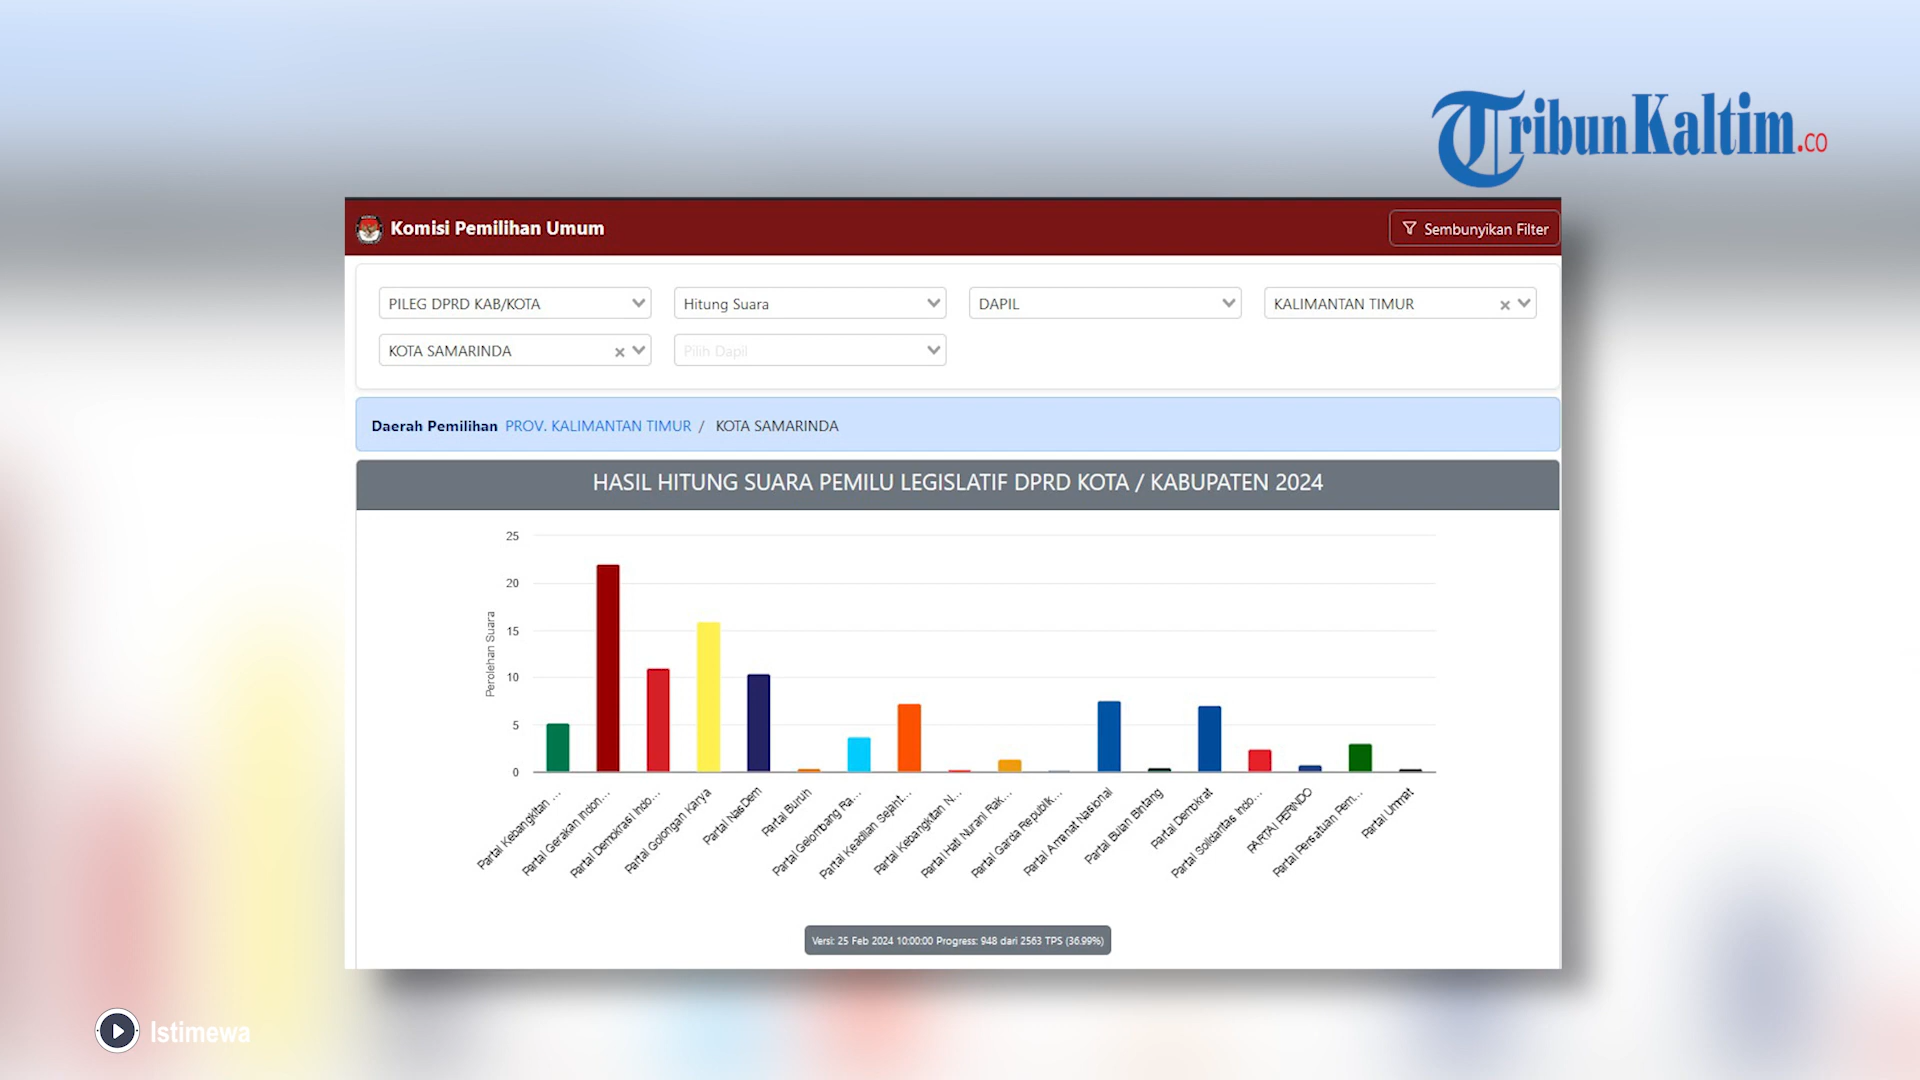 TribunKaltim.co
Komisi Pemilihan Umum
Sembunyikan Filter
PILEG DPRD KAB/KOTA
Hitung Suara
DAPIL
KALIMANTAN TIMUR
KOTA SAMARINDA
Pilih Dapil
Daerah Pemilihan PROV. KALIMANTAN TIMUR / KOTA SAMARINDA
HASIL HITUNG SUARA PEMILU LEGISLATIF DPRD KOTA / KABUPATEN 2024
Perolehan Suara
25
20
15
10
5
0
Partai Kebangkitan ...
Partai Gerakan Indon...
Partai Demokrasi Indo...
Partai Golongan Karya
Partai NasDem
Partai Buruh
Partai Gelombang Ra...
Partai Keadilan Sejaht...
Partai Kebangkitan N...
Partai Hati Nurani Rak...
Partai Garda Republik...
Partai Amanat Nasional
Partai Bulan Bintang
Partai Demokrat
Partai Solidaritas Indo...
PARTAI PERINDO
Partai Persatuan Pem...
Partai Ummat
Versi: 25 Feb 2024 10:00:00 Progress: 948 dari 2563 TPS (36.99%)
Istimewa